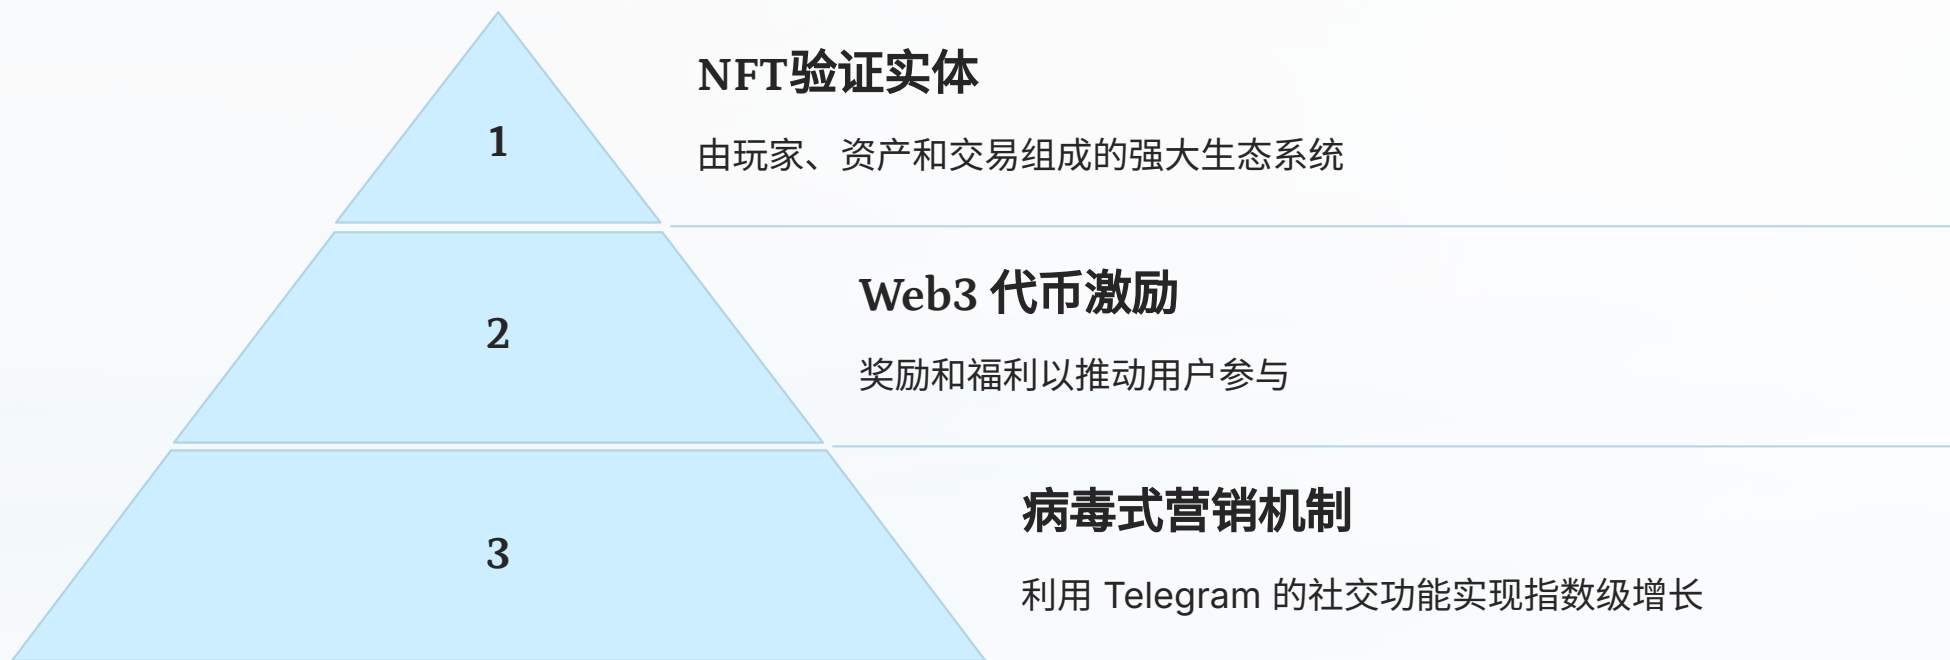 1
NFT验证实体
由玩家、资产和交易组成的强大生态系统
2
Web3 代币激励
奖励和福利以推动用户参与
3
病毒式营销机制
利用 Telegram 的社交功能实现指数级增长